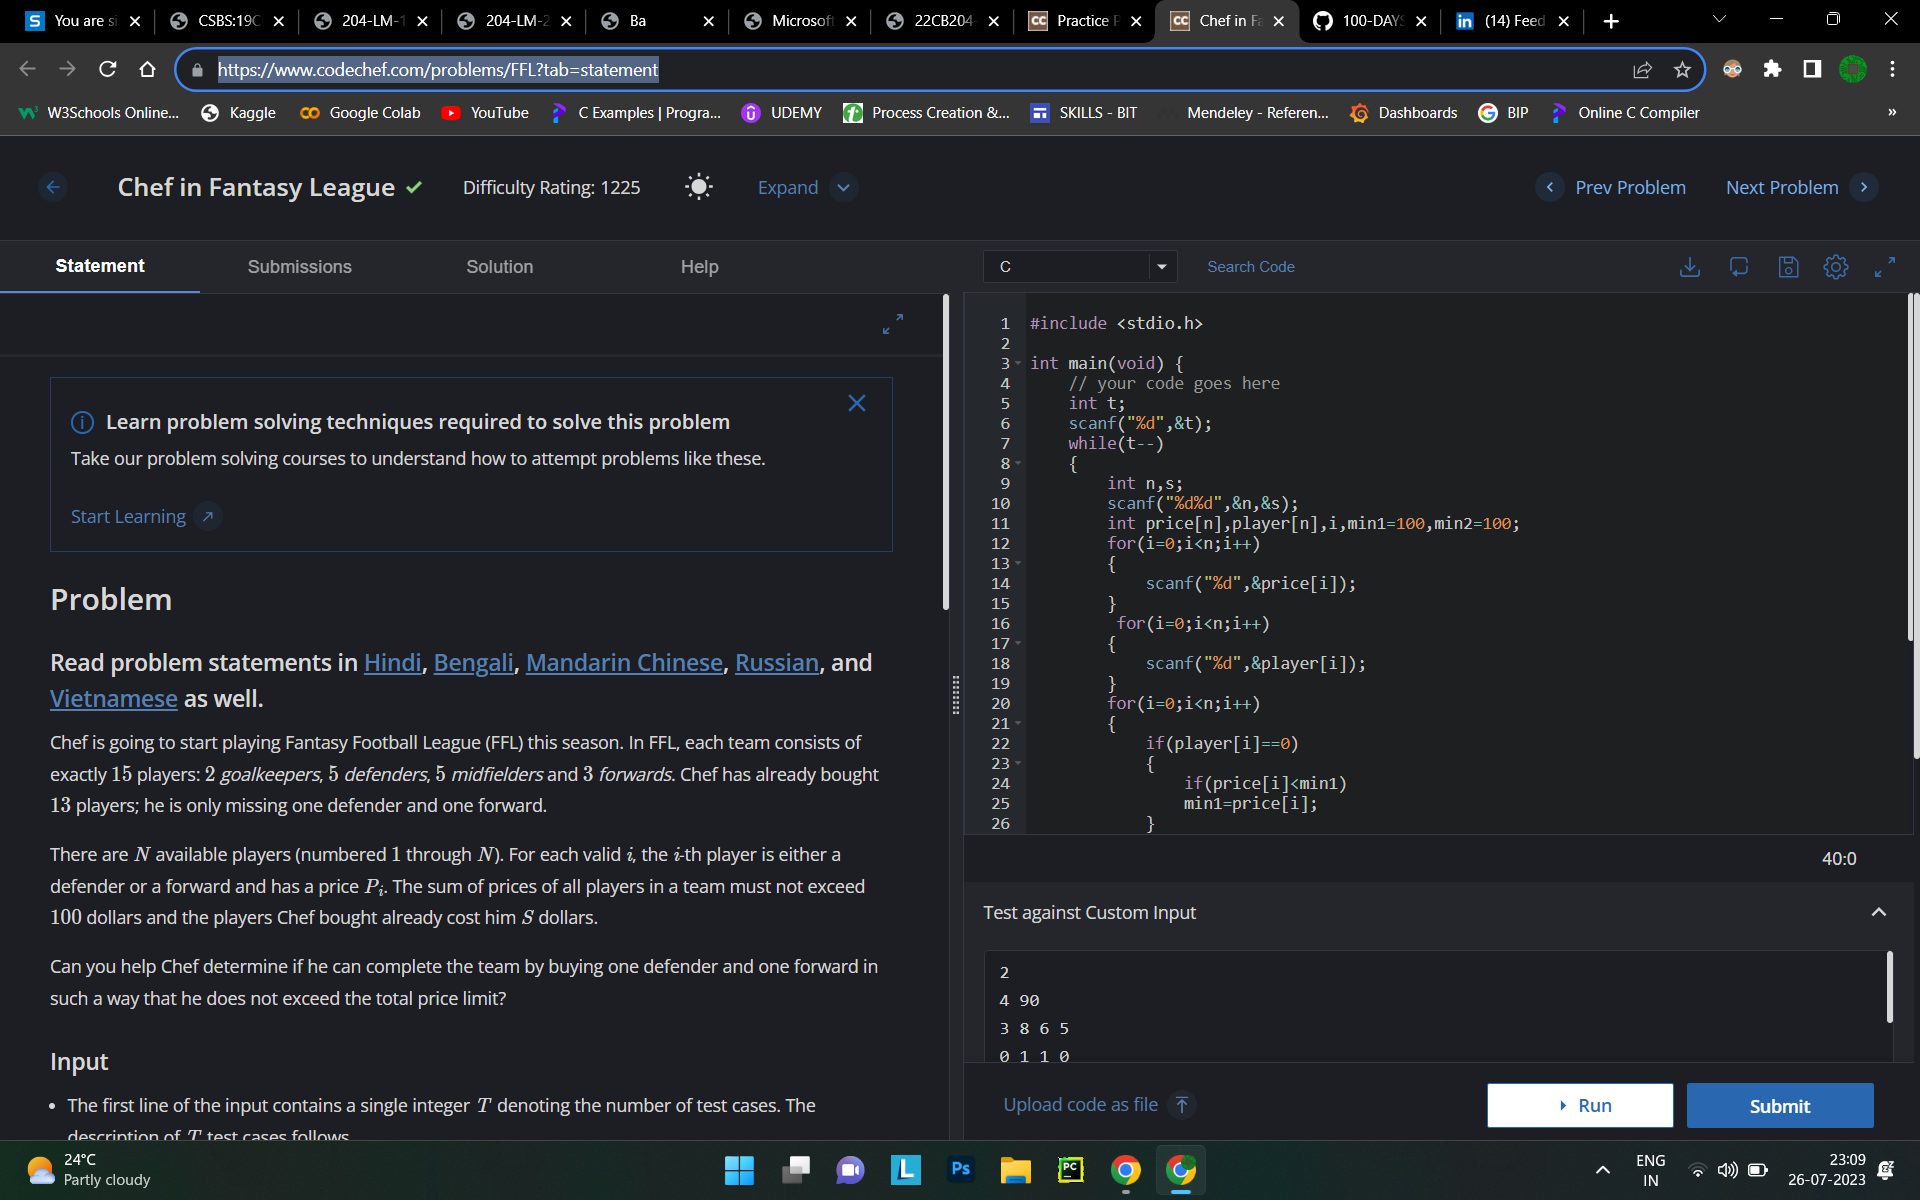 You are si
CSBS:19C
204-LM-1
204-LM-2
Ba
Microsoft
22CB204-
Practice P
Chef in Fa
100-DAYS
(14) Feed
https://www.codechef.com/problems/FFL?tab=statement
W3Schools Online...
Kaggle
Google Colab
YouTube
C Examples | Progra...
UDEMY
Process Creation &...
SKILLS - BIT
Mendeley - Referen...
Dashboards
BIP
Online C Compiler
»
Chef in Fantasy League
Difficulty Rating: 1225
Expand
Prev Problem
Next Problem
Statement
Submissions
Solution
Help
C
Search Code
Learn problem solving techniques required to solve this problem
Take our problem solving courses to understand how to attempt problems like these.
Start Learning
Problem
Read problem statements in Hindi, Bengali, Mandarin Chinese, Russian, and
Vietnamese as well.
Chef is going to start playing Fantasy Football League (FFL) this season. In FFL, each team consists of
exactly 15 players: 2 goalkeepers, 5 defenders, 5 midfielders and 3 forwards. Chef has already bought
13 players; he is only missing one defender and one forward.
There are N available players (numbered 1 through N). For each valid i, the i-th player is either a
defender or a forward and has a price Pi. The sum of prices of all players in a team must not exceed
100 dollars and the players Chef bought already cost him S dollars.
Can you help Chef determine if he can complete the team by buying one defender and one forward in
such a way that he does not exceed the total price limit?
Input
• The first line of the input contains a single integer T denoting the number of test cases. The
description of T test cases follows.
1 #include <stdio.h>
2
3 int main(void) {
4 // your code goes here
5 int t;
6 scanf("%d",&t);
7 while(t--)
8 {
9 int n,s;
10 scanf("%d%d",&n,&s);
11 int price[n],player[n],i,min1=100,min2=100;
12 for(i=0;i<n;i++)
13 {
14 scanf("%d",&price[i]);
15 }
16 for(i=0;i<n;i++)
17 {
18 scanf("%d",&player[i]);
19 }
20 for(i=0;i<n;i++)
21 {
22 if(player[i]==0)
23 {
24 if(price[i]<min1)
25 min1=price[i];
26 }
40:0
Test against Custom Input
2
4 90
3 8 6 5
0 1 1 0
Upload code as file
Run
Submit
24°C
Partly cloudy
L
Ps
PC
ENG
IN
23:09
26-07-2023